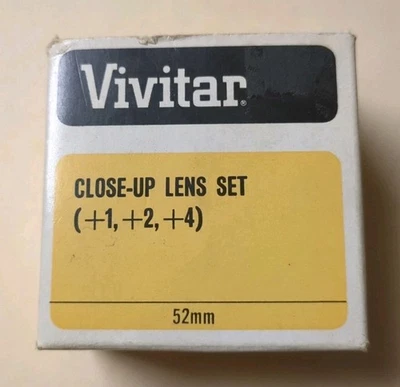 Vivitar®
CLOSE-UP LENS SET
(+1, +2, +4)
52mm